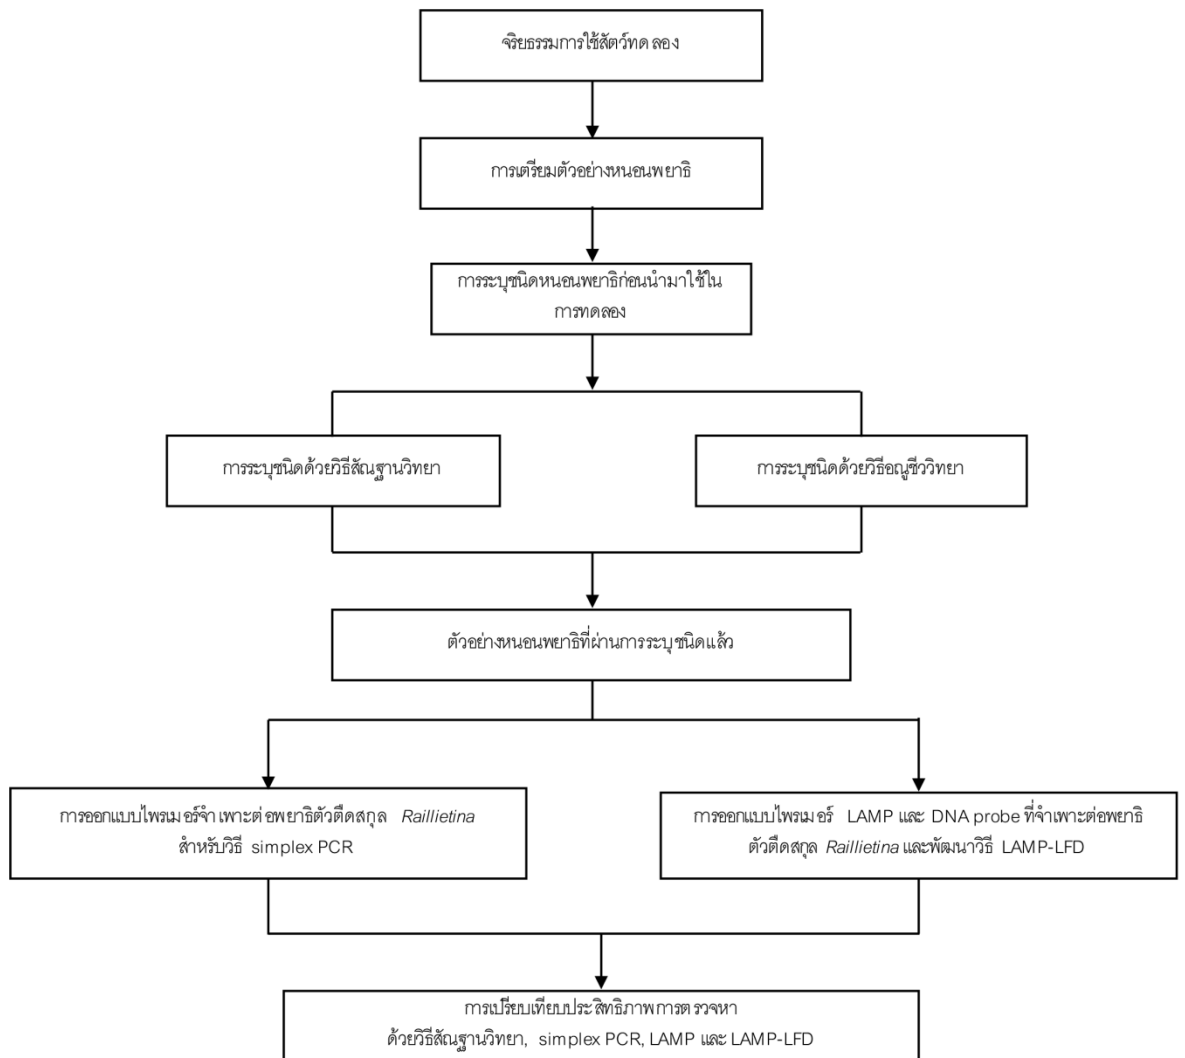 จริยธรรมการใช้สัตว์ทดลอง
การเตรียมตัวอย่างหนอนพยาธิ
การระบุชนิดหนอนพยาธิก่อนนำมาใช้ใน
การทดลอง
การระบุชนิดด้วยวิธีสัณฐานวิทยา
การระบุชนิดด้วยวิธีอณูชีววิทยา
ตัวอย่างหนอนพยาธิที่ผ่านการระบุชนิดแล้ว
การออกแบบไพรเมอร์จำเพาะต่อพยาธิตัวตืดสกุล Raillietina
สำหรับวิธี simplex PCR
การออกแบบไพรเมอร์ LAMP และ DNA probe ที่จำเพาะต่อพยาธิ
ตัวตืดสกุล Raillietina และพัฒนาวิธี LAMP-LFD
การเปรียบเทียบประสิทธิภาพการตรวจหา
ด้วยวิธีสัณฐานวิทยา, simplex PCR, LAMP และ LAMP-LFD